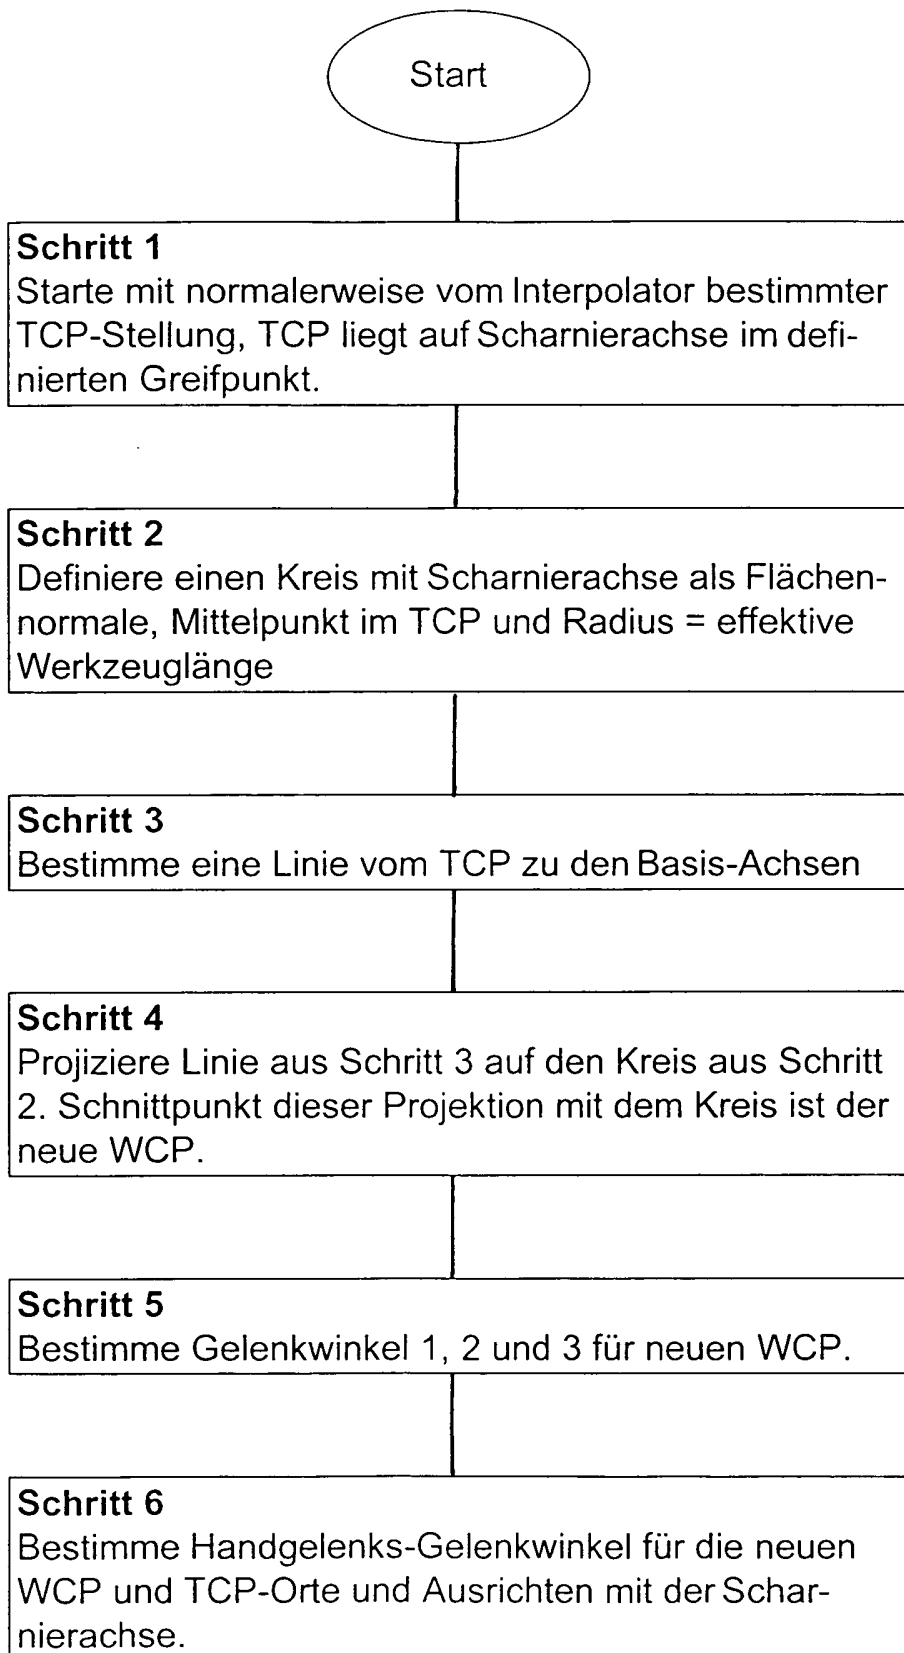 Start
Schritt 1
Starte mit normalerweise vom Interpolator bestimmter
TCP-Stellung, TCP liegt auf Scharnierachse im defi-
nierten Greifpunkt.
Schritt 2
Definiere einen Kreis mit Scharnierachse als Flächen-
normale, Mittelpunkt im TCP und Radius = effektive
Werkzeuglänge
Schritt 3
Bestimme eine Linie vom TCP zu den Basis-Achsen
Schritt 4
Projiziere Linie aus Schritt 3 auf den Kreis aus Schritt
2. Schnittpunkt dieser Projektion mit dem Kreis ist der
neue WCP.
Schritt 5
Bestimme Gelenkwinkel 1, 2 und 3 für neuen WCP.
Schritt 6
Bestimme Handgelenks-Gelenkwinkel für die neuen
WCP und TCP-Orte und Ausrichten mit der Schar-
nierachse.